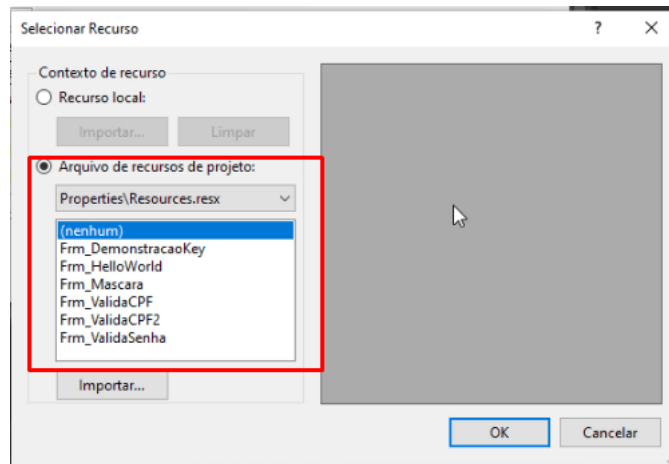 Selecionar Recurso
?
Contexto de recurso
Recurso local:
Importar... Limpar
Arquivo de recursos de projeto:
Properties\Resources.resx
(nenhum)
Frm_DemonstracaoKey
Frm_HelloWorld
Frm_Mascara
Frm_ValidaCPF
Frm_ValidaCPF2
Frm_ValidaSenha
Importar...
OK Cancelar